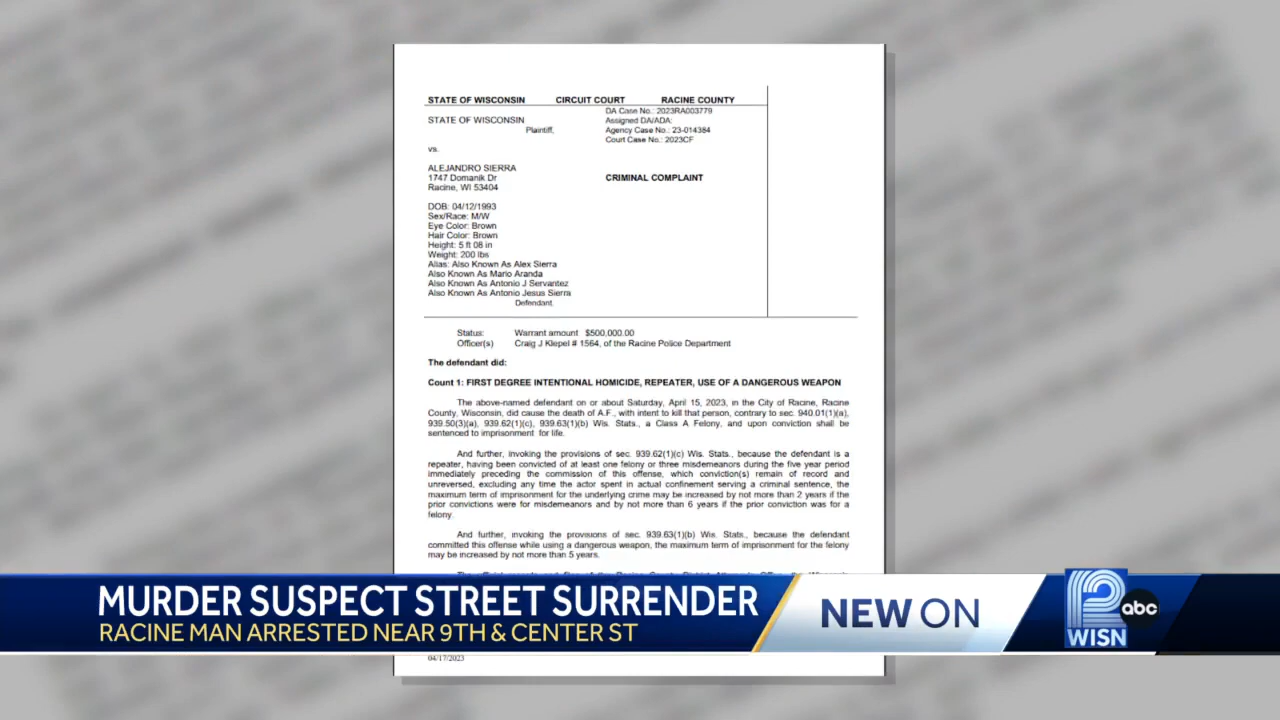 STATE OF WISCONSIN CIRCUIT COURT RACINE COUNTY
STATE OF WISCONSIN
Plaintiff,
vs.
DA Case No.: 2023RA003779
Assigned DA/ADA:
Agency Case No.: 23-014384
Court Case No.: 2023CF
ALEJANDRO SIERRA
1747 Domanik Dr
Racine, WI 53404
CRIMINAL COMPLAINT
DOB: 04/12/1993
Sex/Race: M/W
Eye Color: Brown
Hair Color: Brown
Height: 5 ft 08 in
Weight: 200 lbs
Alias: Also Known As Alex Sierra
Also Known As Mario Aranda
Also Known As Antonio J Servantez
Also Known As Antonio Jesus Sierra
Defendant.
Status: Warrant amount $500,000.00
Officer(s) Craig J Klepel # 1564, of the Racine Police Department
The defendant did:
Count 1: FIRST DEGREE INTENTIONAL HOMICIDE, REPEATER, USE OF A DANGEROUS WEAPON
The above-named defendant on or about Saturday, April 15, 2023, in the City of Racine, Racine
County, Wisconsin, did cause the death of A.F., with intent to kill that person, contrary to sec. 940.01(1)(a),
939.50(3)(a), 939.62(1)(c), 939.63(1)(b) Wis. Stats., a Class A Felony, and upon conviction shall be
sentenced to imprisonment for life.
And further, invoking the provisions of sec. 939.62(1)(c) Wis. Stats., because the defendant is a
repeater, having been convicted of at least one felony or three misdemeanors during the five year period
immediately preceding the commission of this offense, which conviction(s) remain of record and
unreversed, excluding any time the actor spent in actual confinement serving a criminal sentence, the
maximum term of imprisonment for the underlying crime may be increased by not more than 2 years if the
prior convictions were for misdemeanors and by not more than 6 years if the prior conviction was for a
felony.
And further, invoking the provisions of sec. 939.63(1)(b) Wis. Stats., because the defendant
committed this offense while using a dangerous weapon, the maximum term of imprisonment for the felony
may be increased by not more than 5 years.
MURDER SUSPECT STREET SURRENDER
RACINE MAN ARRESTED NEAR 9TH & CENTER ST
NEW ON
2
abc
WISN
04/17/2023